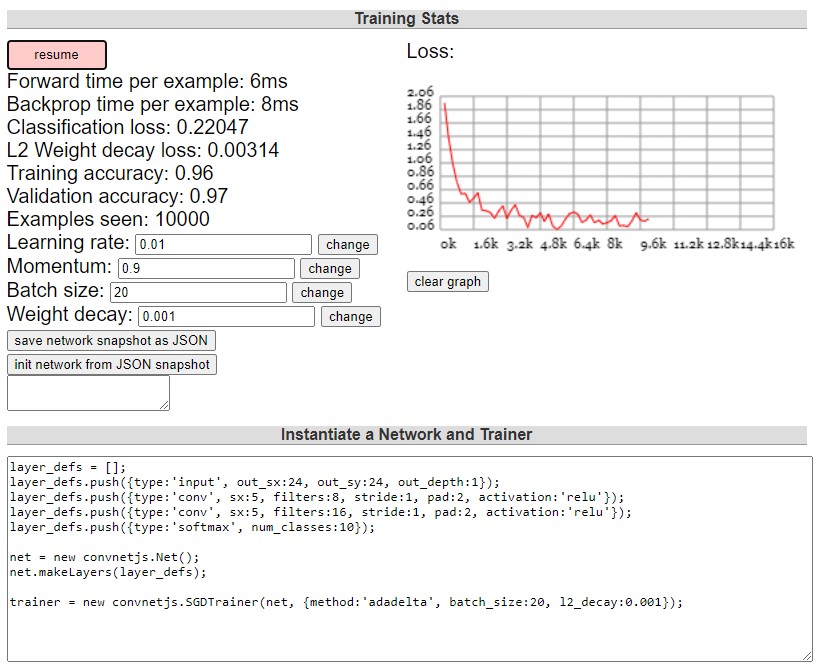 Training Stats
resume
Forward time per example: 6ms
Backprop time per example: 8ms
Classification loss: 0.22047
L2 Weight decay loss: 0.00314
Training accuracy: 0.96
Validation accuracy: 0.97
Examples seen: 10000
Learning rate: 0.01 change
Momentum: 0.9 change
Batch size: 20 change
Weight decay: 0.001 change
save network snapshot as JSON
init network from JSON snapshot
Loss:
2.06
1.86
1.66
1.46
1.26
1.06
0.86
0.66
0.46
0.26
0.06
0k 1.6k 3.2k 4.8k 6.4k 8k 9.6k 11.2k 12.8k 14.4k 16k
clear graph
Instantiate a Network and Trainer
layer_defs = [];
layer_defs.push({type:'input', out_sx:24, out_sy:24, out_depth:1});
layer_defs.push({type:'conv', sx:5, filters:8, stride:1, pad:2, activation:'relu'});
layer_defs.push({type:'conv', sx:5, filters:16, stride:1, pad:2, activation:'relu'});
layer_defs.push({type:'softmax', num_classes:10});
net = new convnetjs.Net();
net.makeLayers(layer_defs);
trainer = new convnetjs.SGDTrainer(net, {method:'adadelta', batch_size:20, l2_decay:0.001});